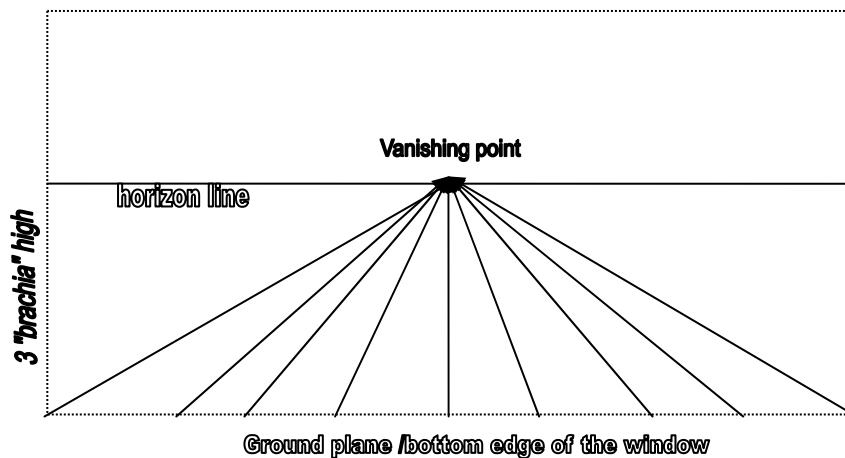 Vanishing point
horizon line
3 "brachia" high
Ground plane /bottom edge of the window